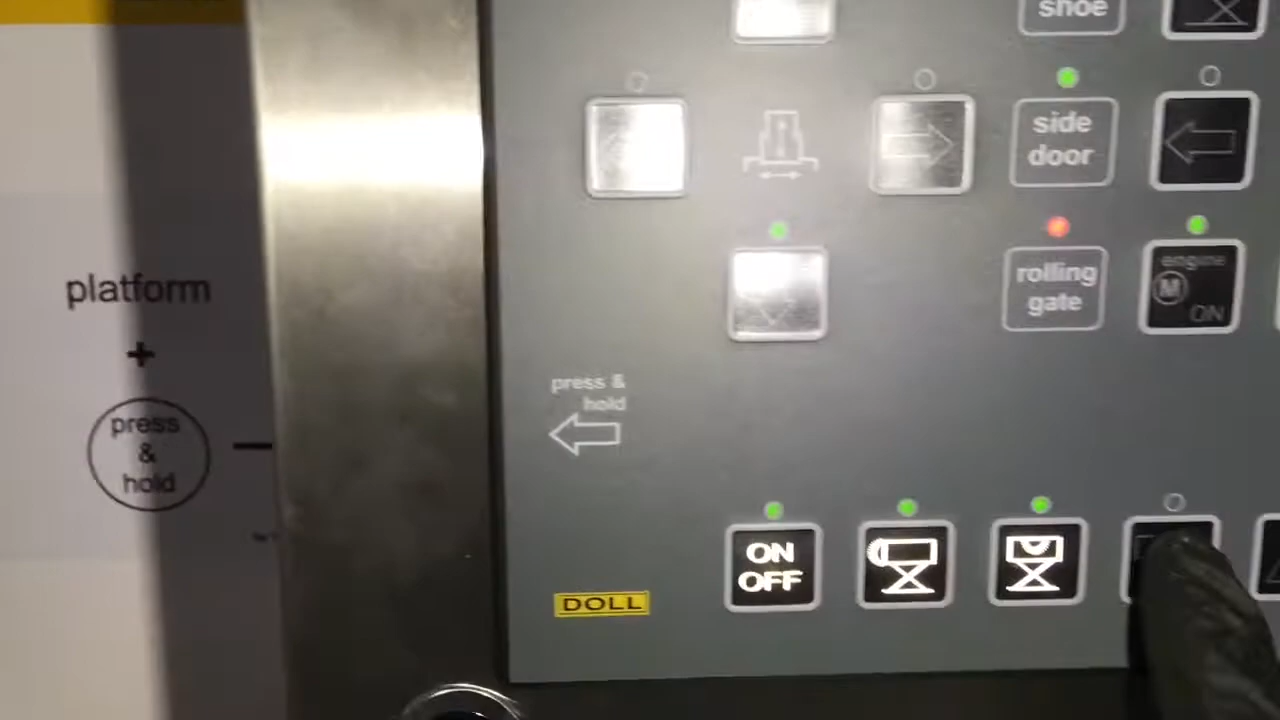 shoe
side
door
rolling
gate
engine
M
ON
platform
+
press
&
hold
press &
hold
ON
OFF
DOLL